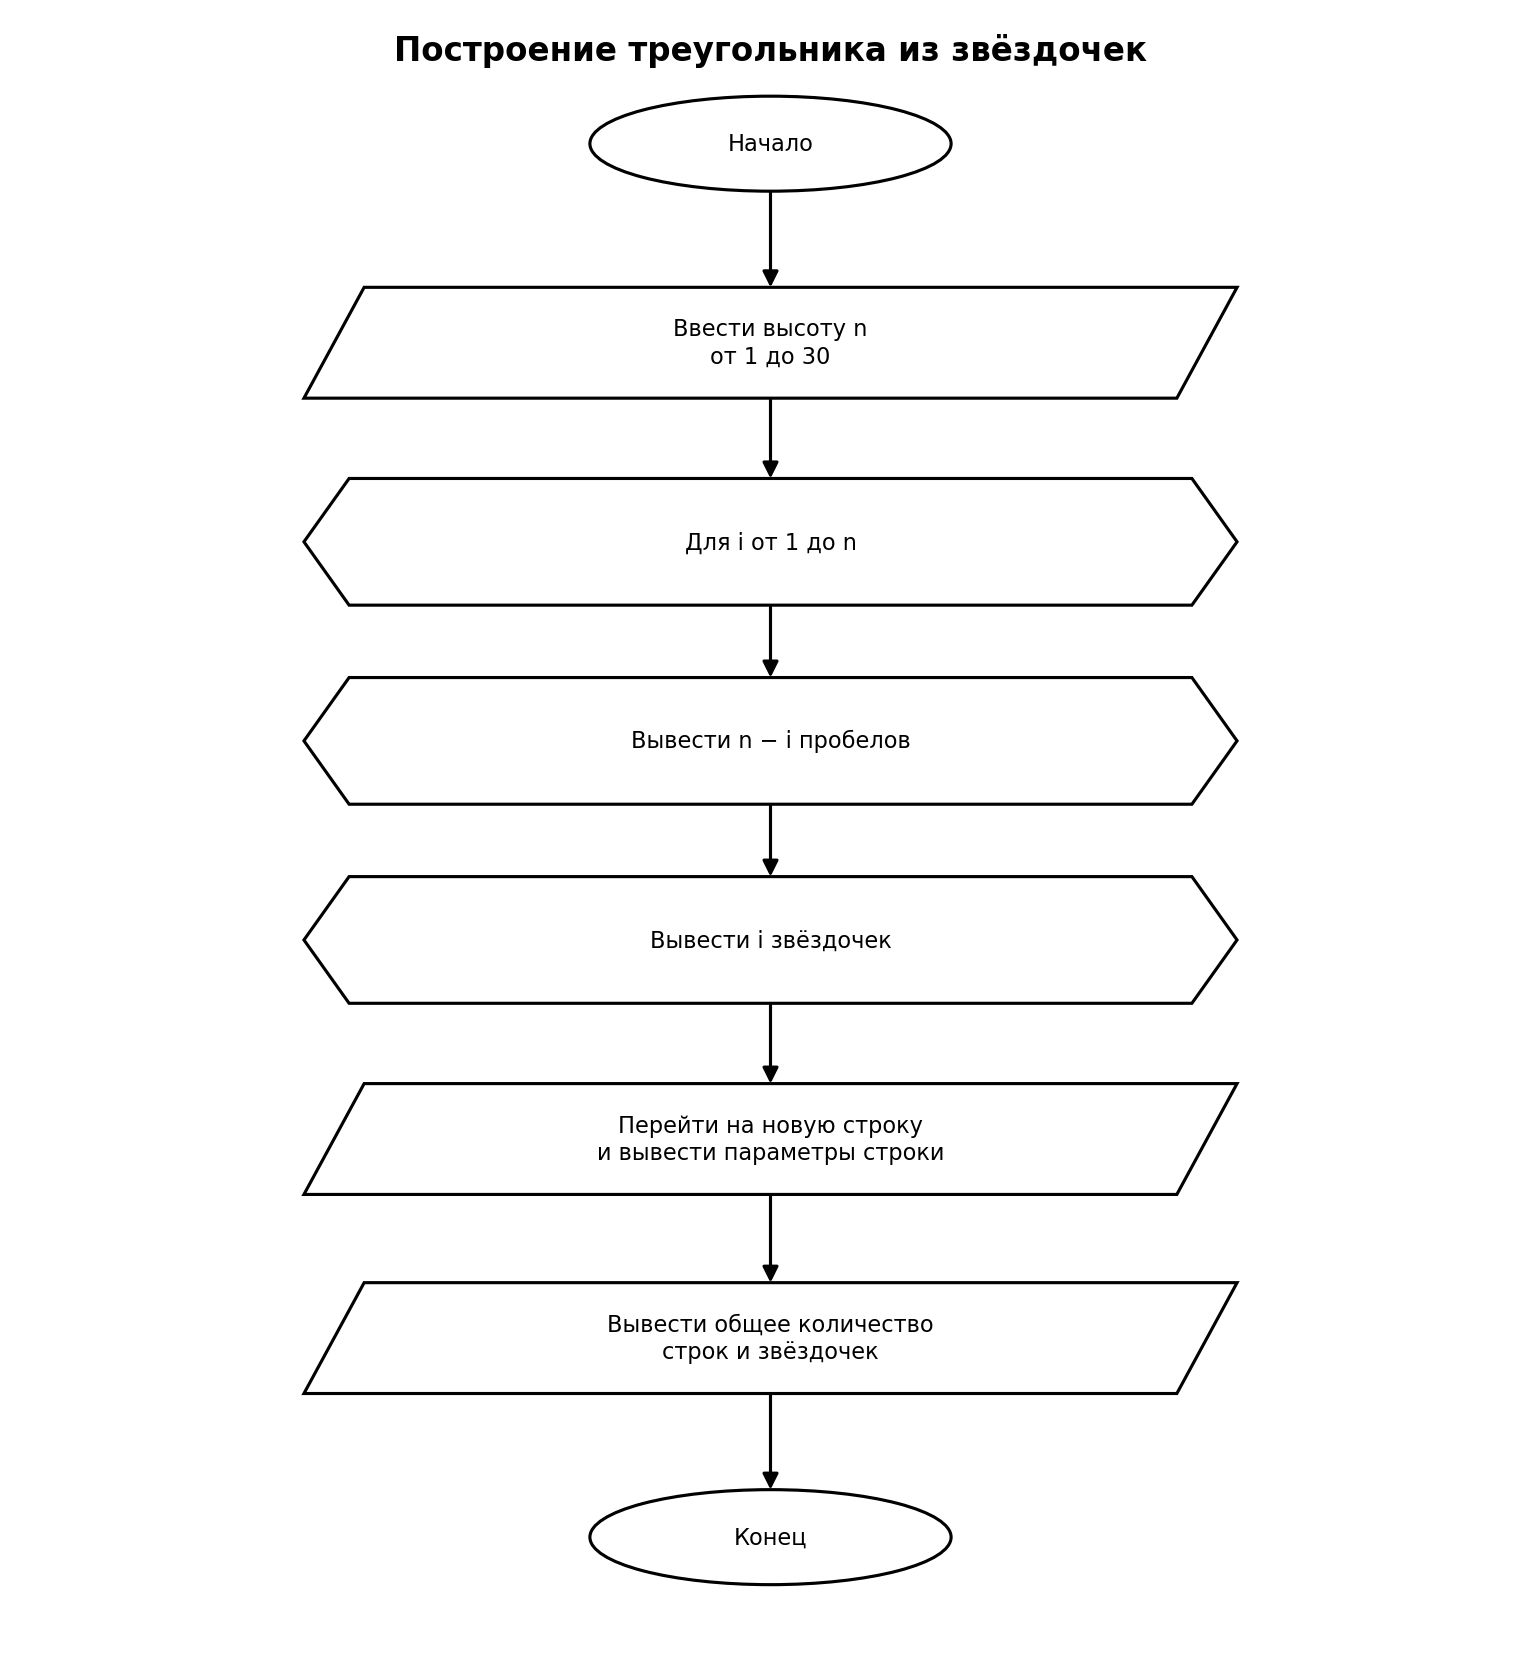 Построение треугольника из звёздочек
Начало
Ввести высоту n
от 1 до 30
Для i от 1 до n
Вывести n − i пробелов
Вывести i звёздочек
Перейти на новую строку
и вывести параметры строки
Вывести общее количество
строк и звёздочек
Конец